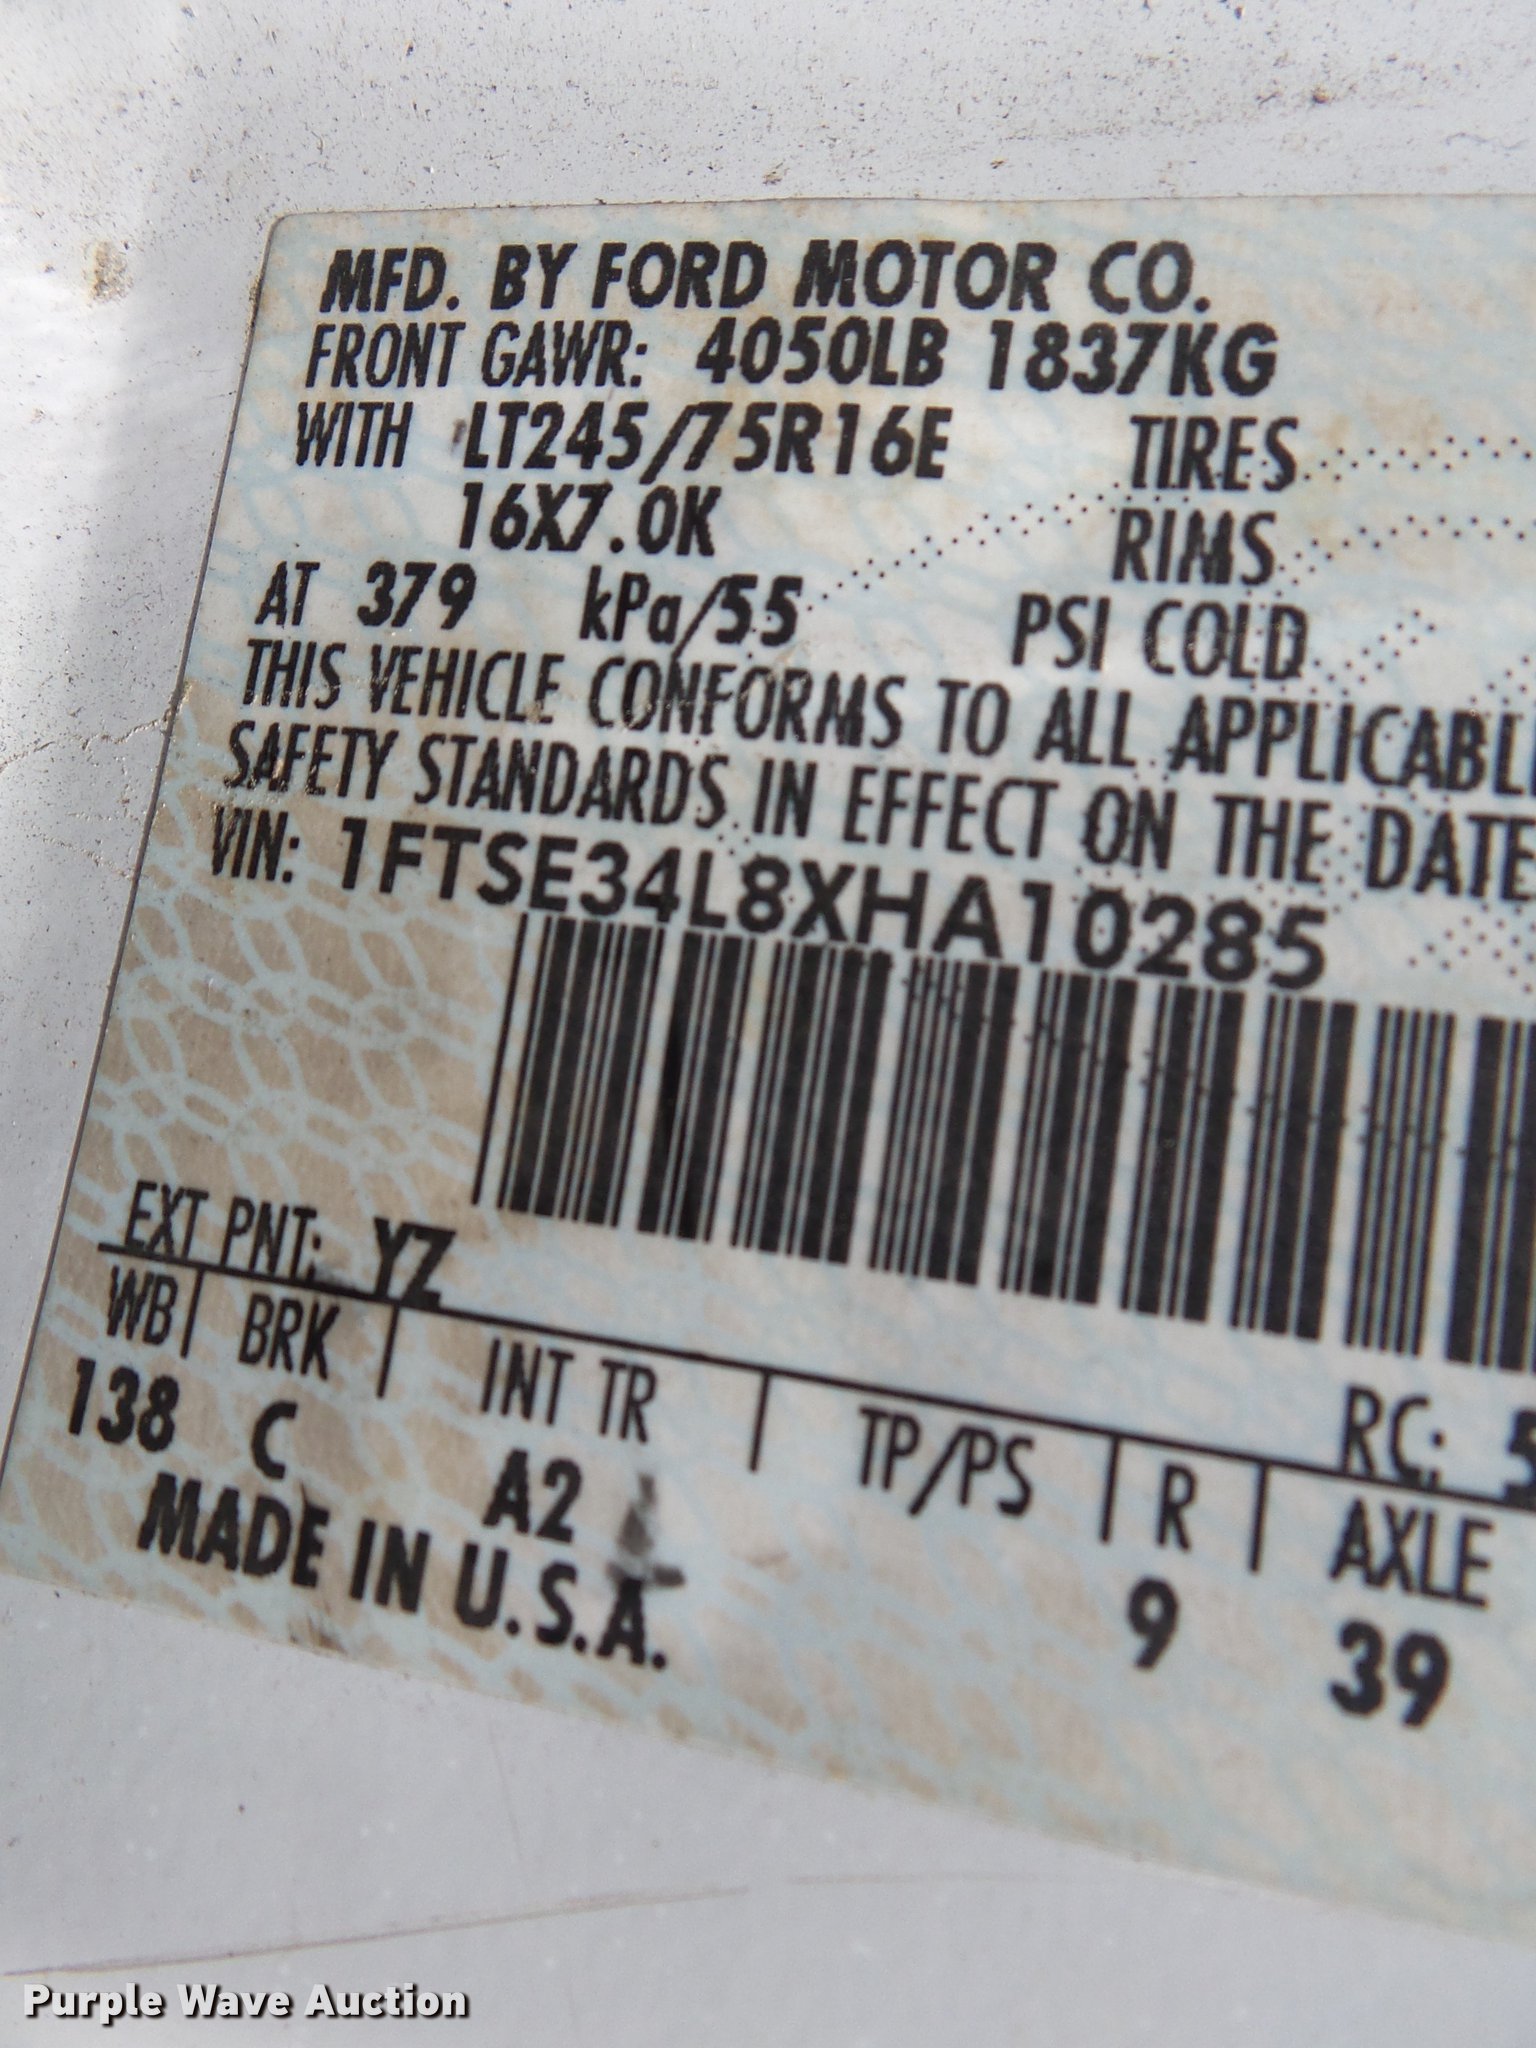 MFD. BY FORD MOTOR CO.
FRONT GAWR: 4050LB 1837KG
WITH LT245/75R16E TIRES
16X7.0K RIMS
AT 379 kPa/55 PSI COLD
THIS VEHICLE CONFORMS TO ALL APPLICABL
SAFETY STANDARDS IN EFFECT ON THE DATE
VIN: 1FTSE34L8XHA10285
EXT PNT: YZ RC: 5
WB BRK INT TR TP/PS R AXLE
138 C A2 9 39
MADE IN U.S.A.
Purple Wave Auction